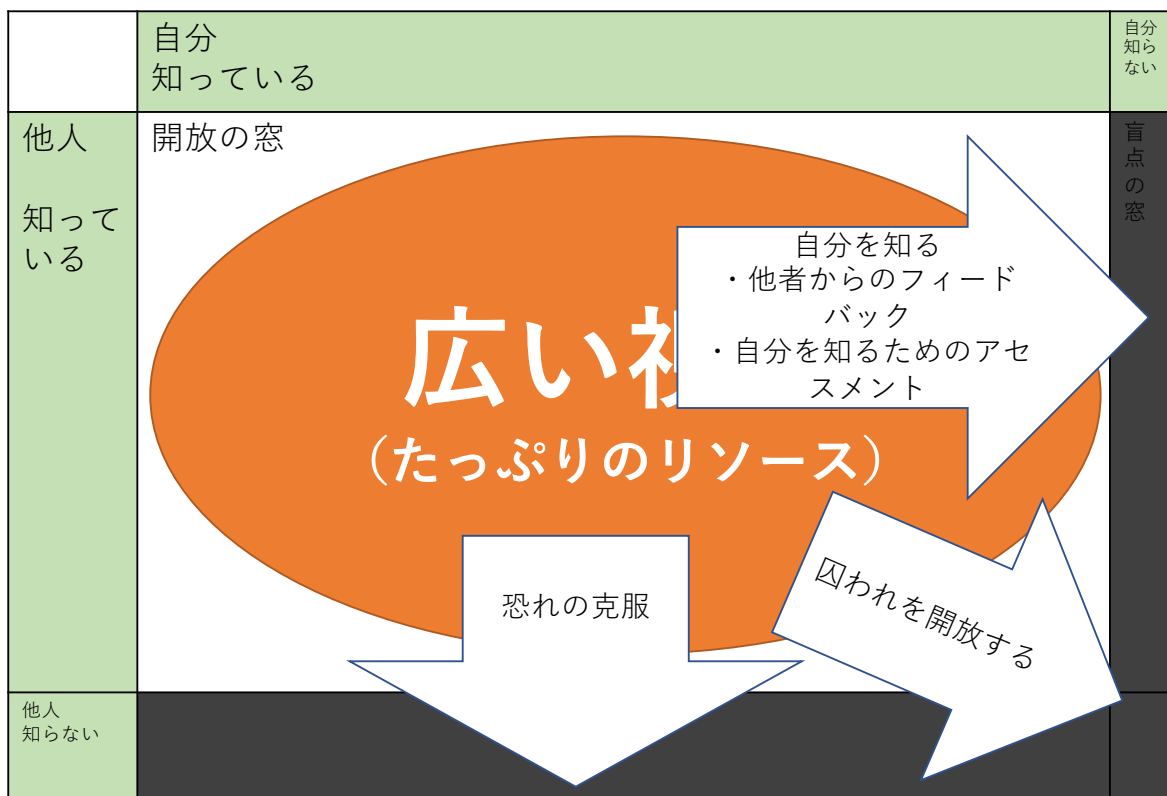 自分
知っている
自分
知ら
ない
他人
知って
いる
開放の窓
盲
点
の
窓
自分を知る
・他者からのフィード
バック
・自分を知るためのアセ
スメント
広い
(たっぷりのリソース)
恐れの克服
囚われを開放する
他人
知らない